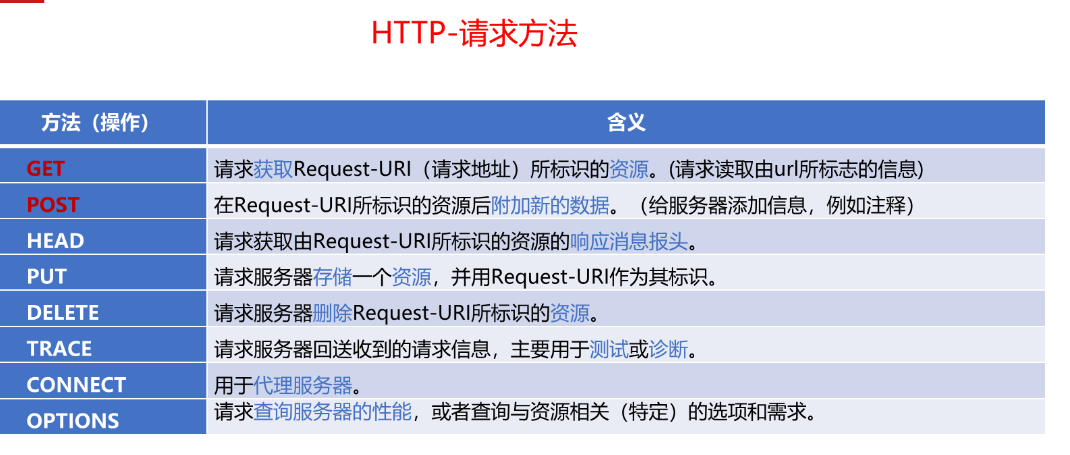 HTTP-请求方法
方法（操作） 含义
GET 请求获取Request-URI（请求地址）所标识的资源。(请求读取由url所标志的信息)
POST 在Request-URI所标识的资源后附加新的数据。（给服务器添加信息，例如注释）
HEAD 请求获取由Request-URI所标识的资源的响应消息报头。
PUT 请求服务器存储一个资源，并用Request-URI作为其标识。
DELETE 请求服务器删除Request-URI所标识的资源。
TRACE 请求服务器回送收到的请求信息，主要用于测试或诊断。
CONNECT 用于代理服务器。
OPTIONS 请求查询服务器的性能，或者查询与资源相关（特定）的选项和需求。